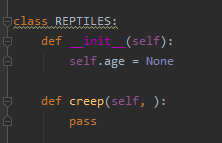 class REPTILES:
    def __init__(self):
        self.age = None
    def creep(self, ):
        pass